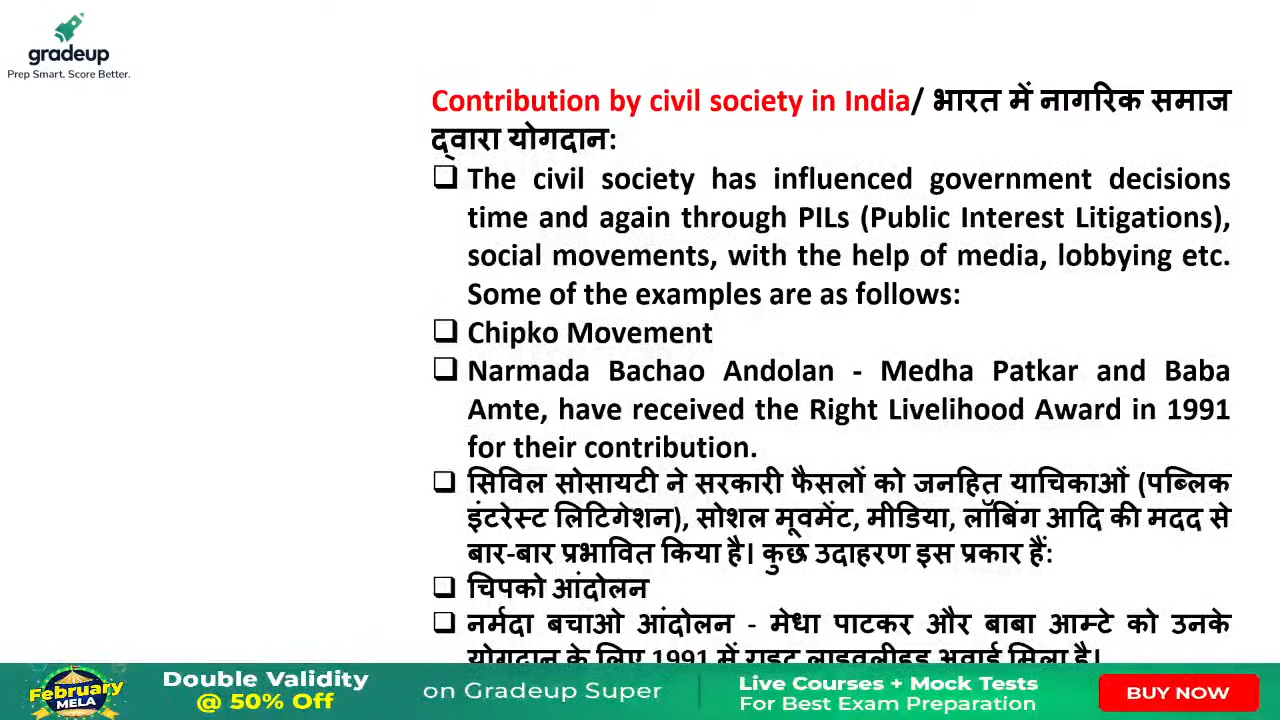 gradeup
Prep Smart. Score Better.
Contribution by civil society in India/ भारत में नागरिक समाज
द्वारा योगदान:
❑ The civil society has influenced government decisions
time and again through PILs (Public Interest Litigations),
social movements, with the help of media, lobbying etc.
Some of the examples are as follows:
❑ Chipko Movement
❑ Narmada Bachao Andolan - Medha Patkar and Baba
Amte, have received the Right Livelihood Award in 1991
for their contribution.
❑ सिविल सोसायटी ने सरकारी फैसलों को जनहित याचिकाओं (पब्लिक
इंटरेस्ट लिटिगेशन), सोशल मूवमेंट, मीडिया, लॉबिंग आदि की मदद से
बार-बार प्रभावित किया है। कुछ उदाहरण इस प्रकार हैं:
❑ चिपको आंदोलन
❑ नर्मदा बचाओ आंदोलन - मेधा पाटकर और बाबा आम्टे को उनके
योगदान के लिए 1991 में राइट लाइवलीहुड अवार्ड मिला है।
February
MELA
Double Validity
@ 50% Off
on Gradeup Super
Live Courses + Mock Tests
For Best Exam Preparation
BUY NOW